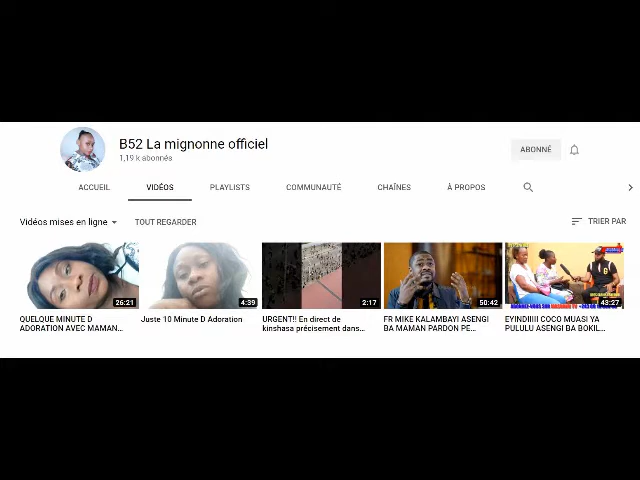 B52 La mignonne officiel
1,19 k abonnés
ABONNÉ
ACCUEIL VIDÉOS PLAYLISTS COMMUNAUTÉ CHAÎNES À PROPOS
Vidéos mises en ligne TOUT REGARDER TRIER PAR
26:21 4:39 2:17 50:42 43:27
QUELQUE MINUTE D
ADORATION AVEC MAMAN...
Juste 10 Minute D Adoration
URGENT!! En direct de
kinshasa précisement dans...
FR MIKE KALAMBAYI ASENGI
BA MAMAN PARDON PE...
EYINDIIIII COCO MUASI YA
PULULU ASENGI BA BOKIL...